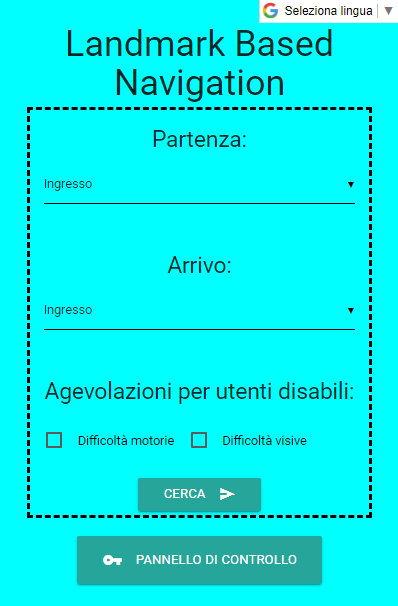 Seleziona lingua
Landmark Based
Navigation
Partenza:
Ingresso
Arrivo:
Ingresso
Agevolazioni per utenti disabili:
Difficoltà motorie Difficoltà visive
CERCA
PANNELLO DI CONTROLLO